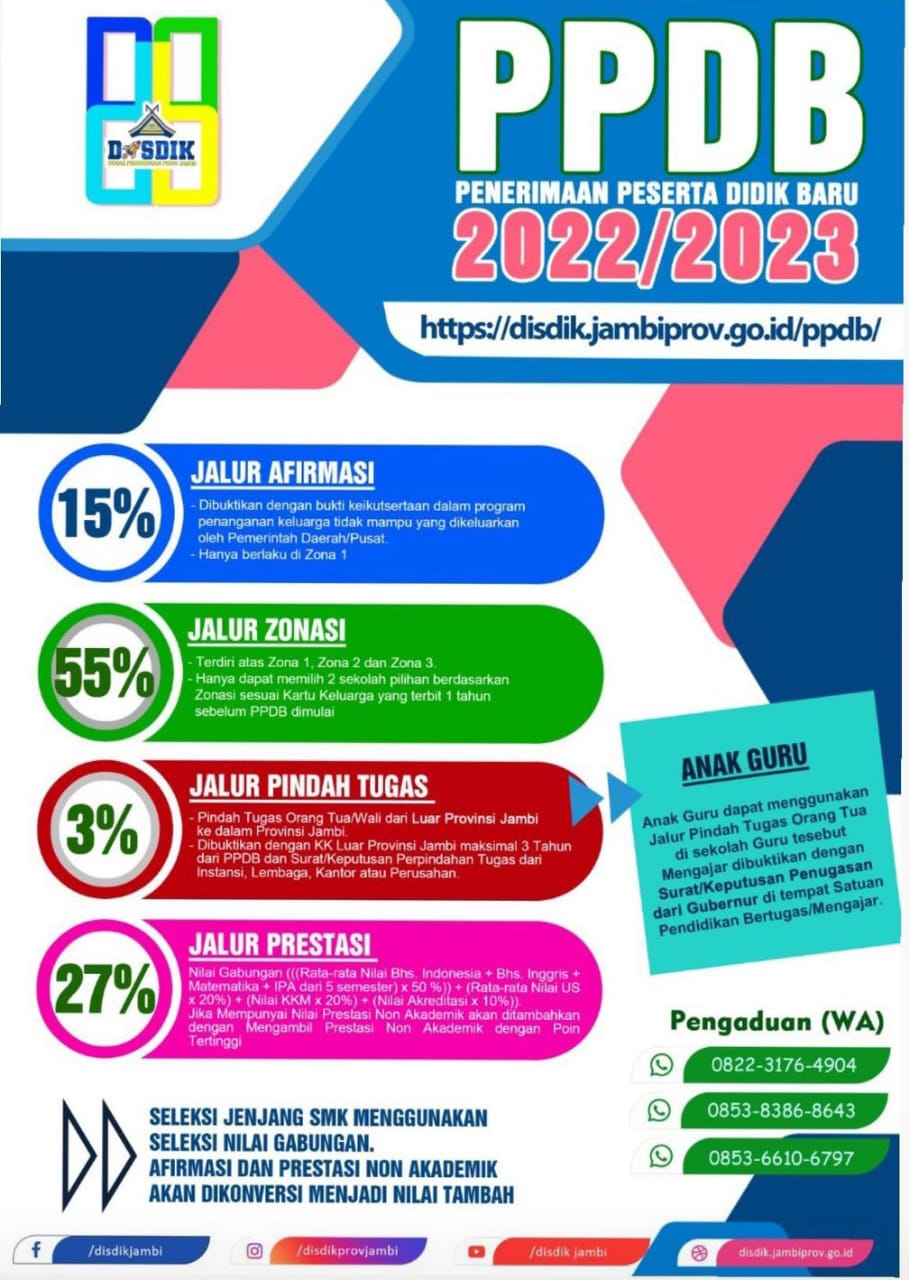 DISDIK
DINAS PENDIDIKAN PROV JAMBI
PPDB
PENERIMAAN PESERTA DIDIK BARU
2022/2023
https://disdik.jambiprov.go.id/ppdb/
15%
JALUR AFIRMASI
- Dibuktikan dengan bukti keikutsertaan dalam program
penanganan keluarga tidak mampu yang dikeluarkan
oleh Pemerintah Daerah/Pusat.
- Hanya berlaku di Zona 1
55%
JALUR ZONASI
- Terdiri atas Zona 1, Zona 2 dan Zona 3.
- Hanya dapat memilih 2 sekolah pilihan berdasarkan
Zonasi sesuai Kartu Keluarga yang terbit 1 tahun
sebelum PPDB dimulai
3%
JALUR PINDAH TUGAS
- Pindah Tugas Orang Tua/Wali dari Luar Provinsi Jambi
ke dalam Provinsi Jambi.
- Dibuktikan dengan KK Luar Provinsi Jambi maksimal 3 Tahun
dari PPDB dan Surat/Keputusan Perpindahan Tugas dari
Instansi, Lembaga, Kantor atau Perusahan.
ANAK GURU
Anak Guru dapat menggunakan
Jalur Pindah Tugas Orang Tua
di sekolah Guru tesebut
Mengajar dibuktikan dengan
Surat/Keputusan Penugasan
dari Gubernur di tempat Satuan
Pendidikan Bertugas/Mengajar.
27%
JALUR PRESTASI
Nilai Gabungan (((Rata-rata Nilai Bhs. Indonesia + Bhs. Inggris +
Matematika + IPA dari 5 semester) x 50 %)) + (Rata-rata Nilai US
x 20%) + (Nilai KKM x 20%) + (Nilai Akreditasi x 10%)).
Jika Mempunyai Nilai Prestasi Non Akademik akan ditambahkan
dengan Mengambil Prestasi Non Akademik dengan Poin
Tertinggi
Pengaduan (WA)
0822-3176-4904
0853-8386-8643
0853-6610-6797
SELEKSI JENJANG SMK MENGGUNAKAN
SELEKSI NILAI GABUNGAN.
AFIRMASI DAN PRESTASI NON AKADEMIK
AKAN DIKONVERSI MENJADI NILAI TAMBAH
/disdikjambi
/disdikprovjambi
/disdik jambi
disdik.jambiprov.go.id